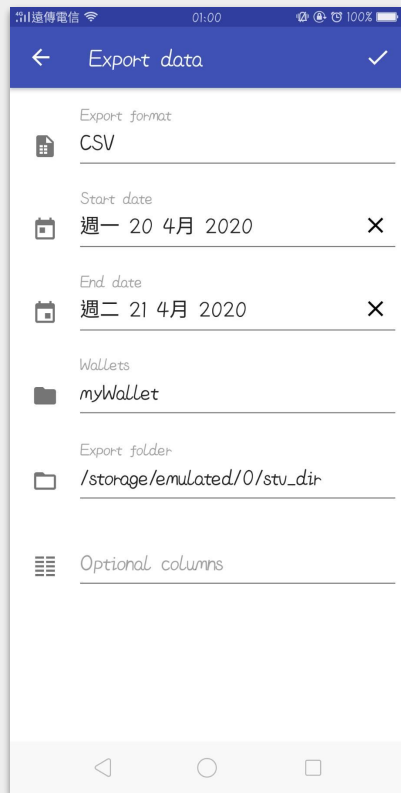 4G 遠傳電信 01:00 100%
Export data
Export format
CSV
Start date
週一 20 4月 2020
End date
週二 21 4月 2020
Wallets
myWallet
Export folder
/storage/emulated/0/stv_dir
Optional columns